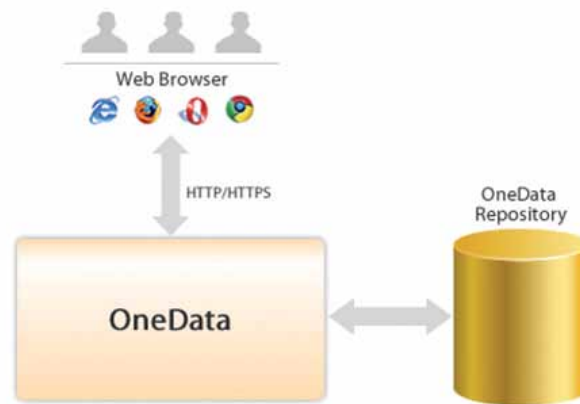 Web Browser
HTTP/HTTPS
OneData
Repository
OneData